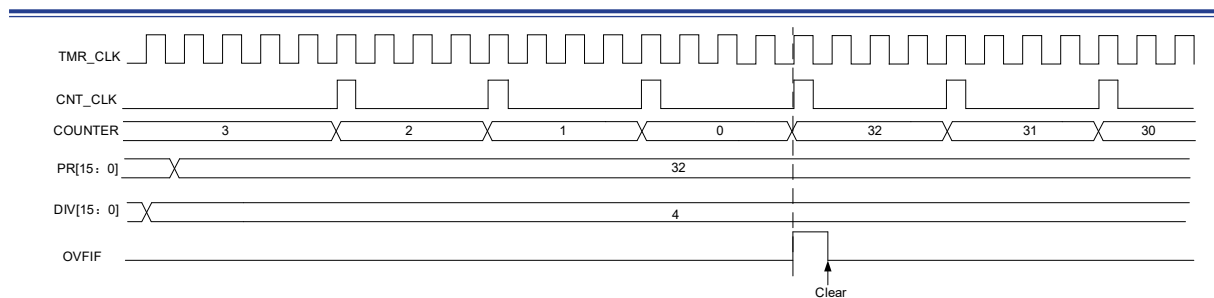 TMR_CLK
CNT_CLK
COUNTER 3 2 1 0 32 31 30
PR[15：0] 32
DIV[15：0] 4
OVFIF
Clear